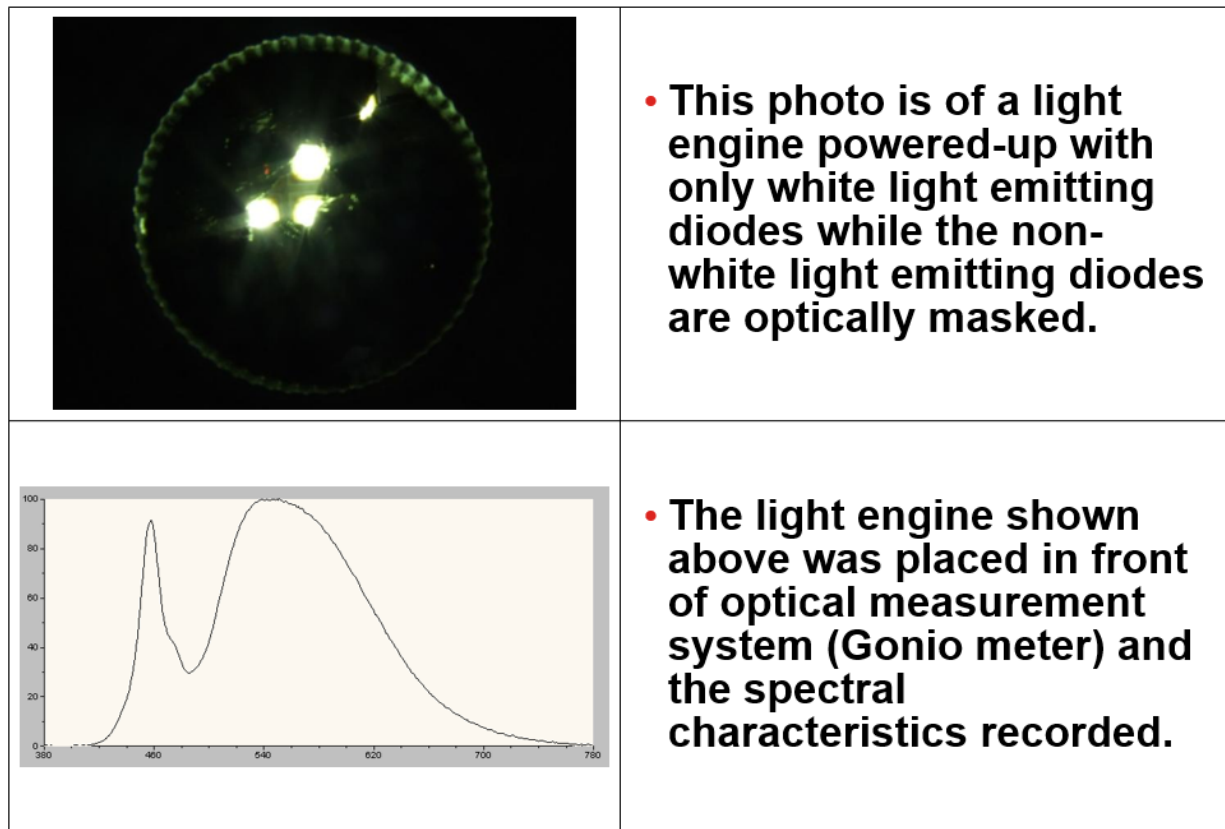 • This photo is of a light
engine powered-up with
only white light emitting
diodes while the non-
white light emitting diodes
are optically masked.
100
80
60
40
20
0
380 460 540 620 700 780
• The light engine shown
above was placed in front
of optical measurement
system (Gonio meter) and
the spectral
characteristics recorded.